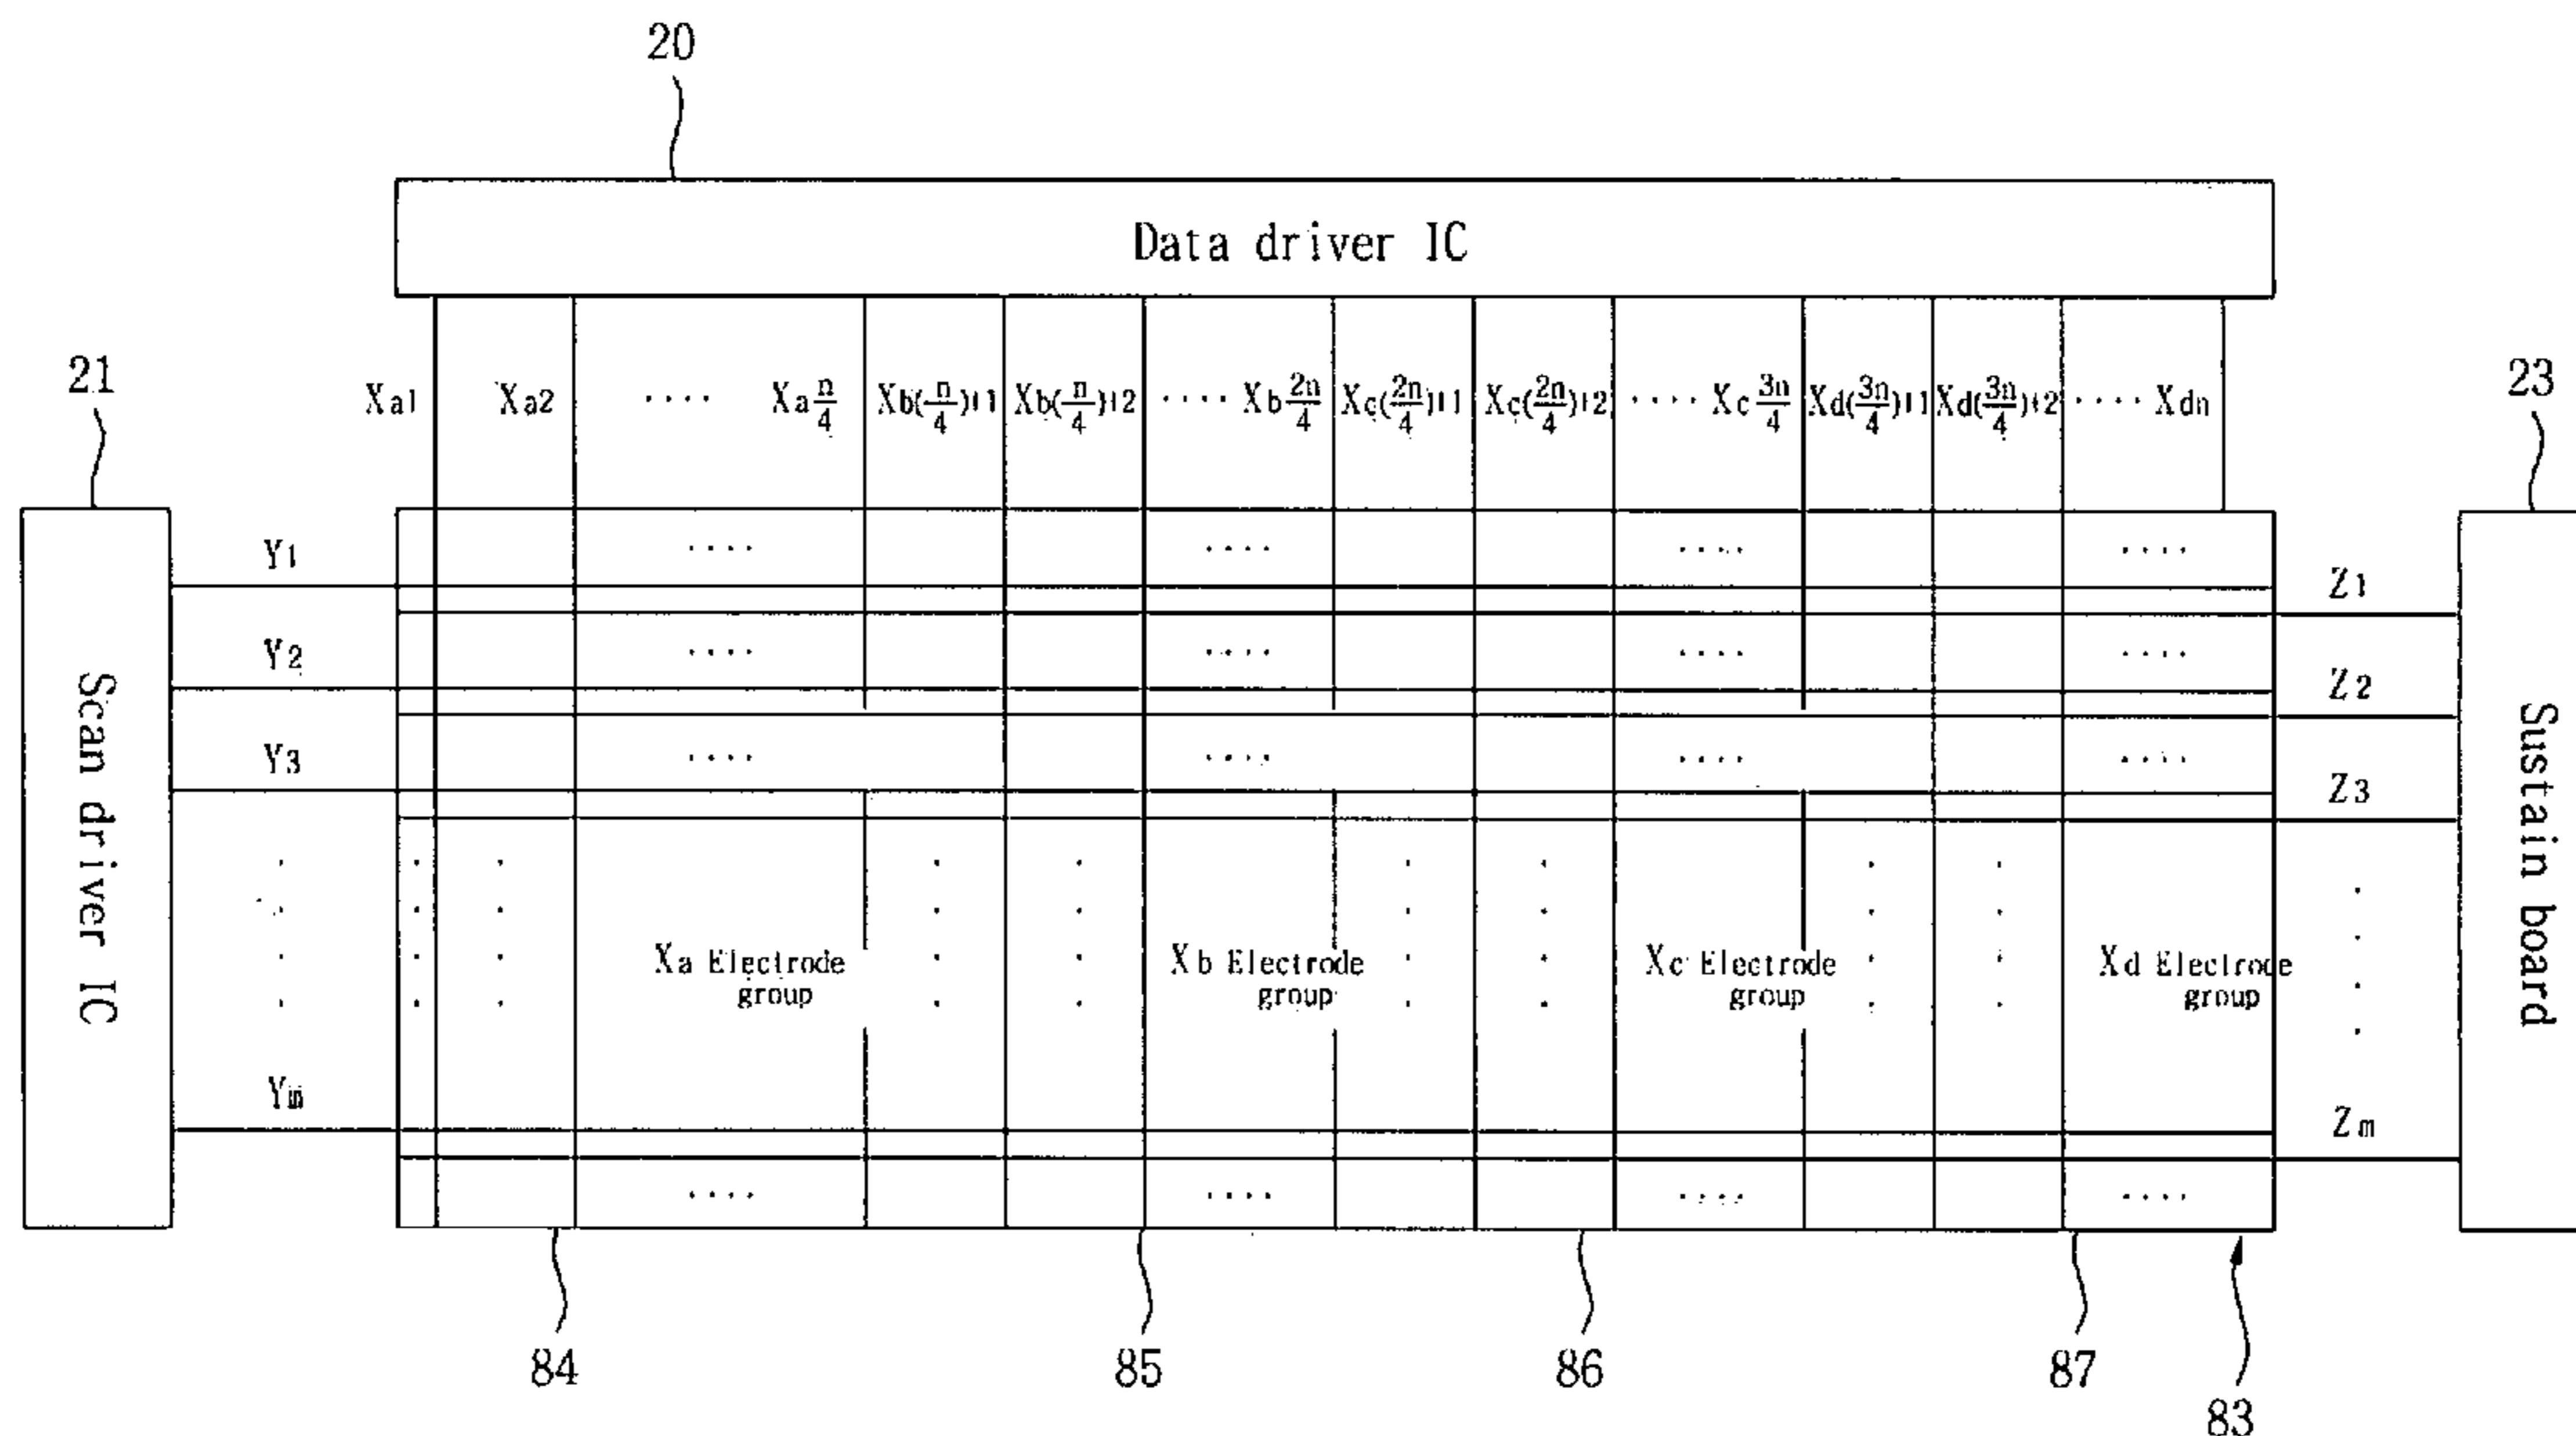 20
Data driver IC
21
23
Xa1 Xa2 .... Xa n/4 Xb(n/4)+1 Xb(n/4)+2 .... Xb 2n/4 Xc(2n/4)+1 Xc(2n/4)+2 .... Xc 3n/4 Xd(3n/4)+1 Xd(3n/4)+2 .... Xdn
Scan driver IC
Sustain board
Y1 .... .... .... ....
Z1
Y2 .... .... .... ....
Z2
Y3 .... .... .... ....
Z3
Xa Electrode group
Xb Electrode group
Xc Electrode group
Xd Electrode group
Ym
Zm
.... .... .... ....
84
85
86
87
83